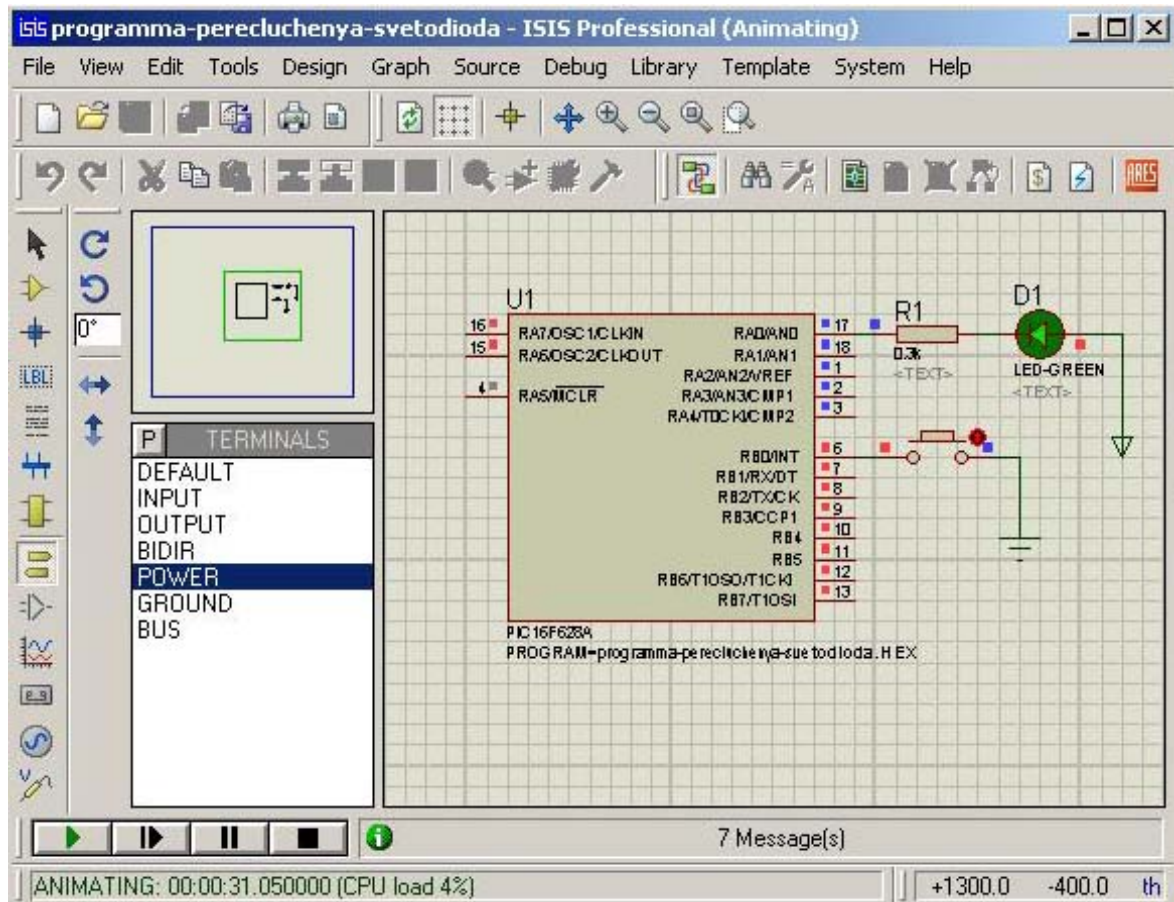 isis programma-perecluchenya-svetodioda - ISIS Professional (Animating)
File View Edit Tools Design Graph Source Debug Library Template System Help
LBL
ARES
0°
P TERMINALS
DEFAULT
INPUT
OUTPUT
BIDIR
POWER
GROUND
BUS
U1
16 RA7/OSC1/CLKIN
15 RA6/OSC2/CLKOUT
4 RA5/MCLR
RA0/AN0 17
RA1/AN1 18
RA2/AN2/VREF 1
RA3/AN3/CMP1 2
RA4/T0CKI/CMP2 3
RB0/INT 6
RB1/RX/DT 7
RB2/TX/CK 8
RB3/CCP1 9
RB4 10
RB5 11
RB6/T1OSO/T1CKI 12
RB7/T1OSI 13
PIC16F628A
PROGRAM=programma-perecluchenya-svetodioda.HEX
R1
0.3k
<TEXT>
D1
LED-GREEN
<TEXT>
7 Message(s)
ANIMATING: 00:00:31.050000 (CPU load 4%)
+1300.0 -400.0 th